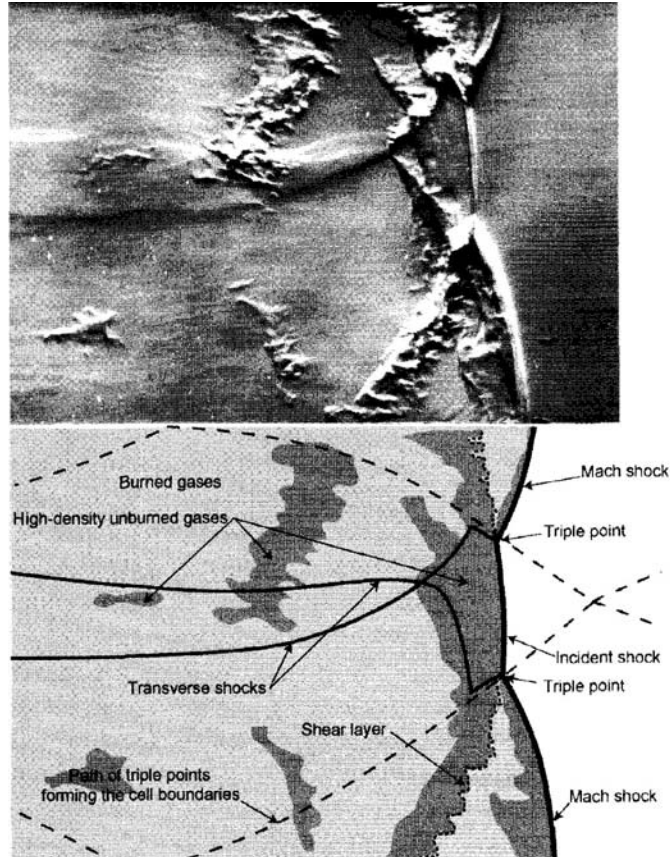 Burned gases
High-density unburned gases
Mach shock
Triple point
Incident shock
Triple point
Transverse shocks
Shear layer
Path of triple points
forming the cell boundaries
Mach shock